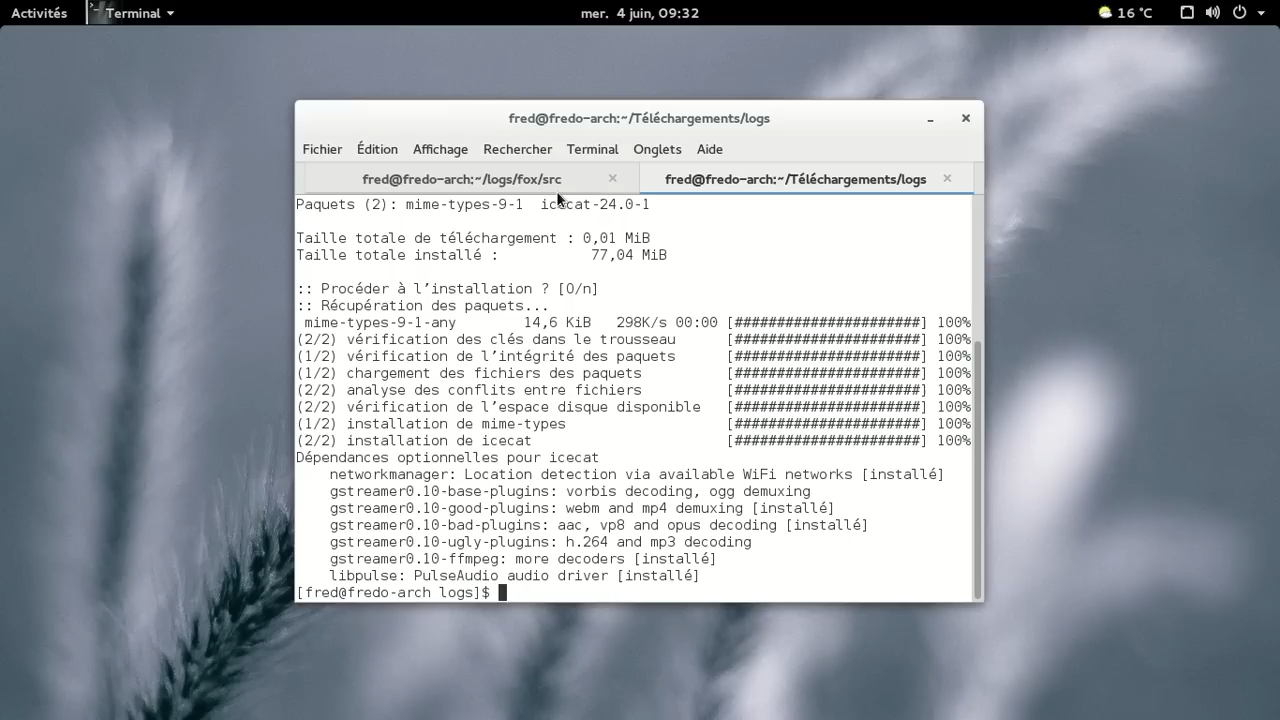 Activités Terminal mer. 4 juin, 09:32 16 °C
fred@fredo-arch:~/Téléchargements/logs
Fichier Édition Affichage Rechercher Terminal Onglets Aide
fred@fredo-arch:~/logs/fox/src fred@fredo-arch:~/Téléchargements/logs
Paquets (2): mime-types-9-1  icecat-24.0-1
Taille totale de téléchargement : 0,01 MiB
Taille totale installé :           77,04 MiB
:: Procéder à l’installation ? [O/n]
:: Récupération des paquets...
mime-types-9-1-any        14,6 KiB   298K/s 00:00 [######################] 100%
(2/2) vérification des clés dans le trousseau      [######################] 100%
(1/2) vérification de l’intégrité des paquets      [######################] 100%
(1/2) chargement des fichiers des paquets          [######################] 100%
(2/2) analyse des conflits entre fichiers          [######################] 100%
(2/2) vérification de l’espace disque disponible   [######################] 100%
(1/2) installation de mime-types                   [######################] 100%
(2/2) installation de icecat                       [######################] 100%
Dépendances optionnelles pour icecat
networkmanager: Location detection via available WiFi networks [installé]
gstreamer0.10-base-plugins: vorbis decoding, ogg demuxing
gstreamer0.10-good-plugins: webm and mp4 demuxing [installé]
gstreamer0.10-bad-plugins: aac, vp8 and opus decoding [installé]
gstreamer0.10-ugly-plugins: h.264 and mp3 decoding
gstreamer0.10-ffmpeg: more decoders [installé]
libpulse: PulseAudio audio driver [installé]
[fred@fredo-arch logs]$